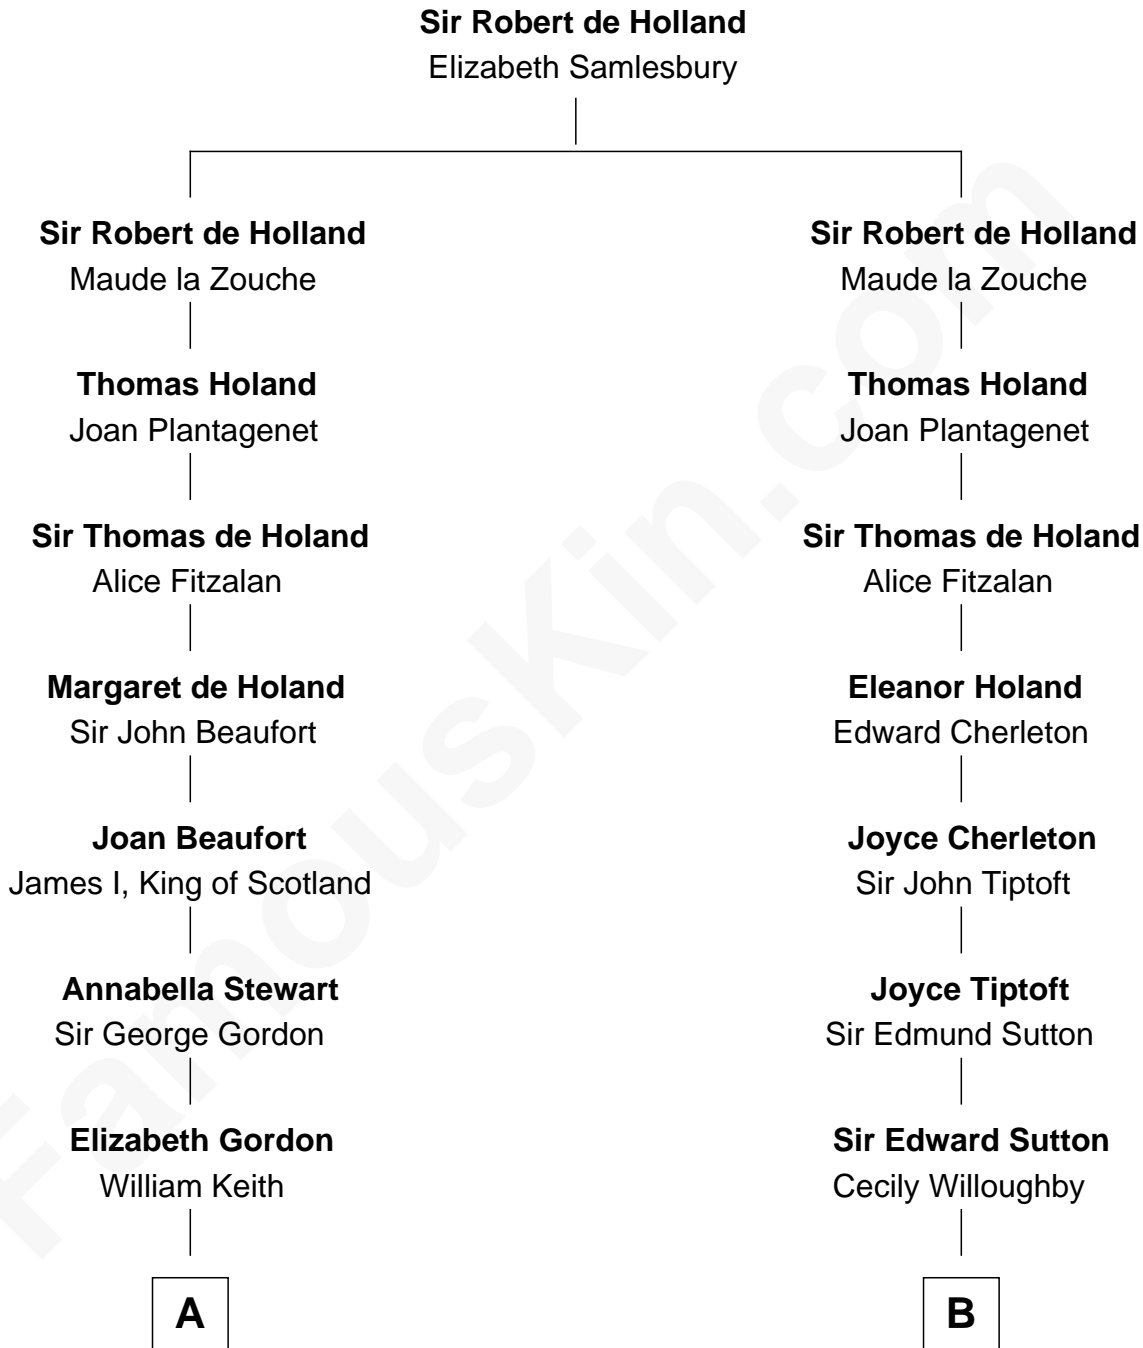 Sir Robert de Holland
Elizabeth Samlesbury
Sir Robert de Holland
Maude la Zouche
Thomas Holand
Joan Plantagenet
Sir Thomas de Holand
Alice Fitzalan
Margaret de Holand
Sir John Beaufort
Joan Beaufort
James I, King of Scotland
Annabella Stewart
Sir George Gordon
Elizabeth Gordon
William Keith
A
Sir Robert de Holland
Maude la Zouche
Thomas Holand
Joan Plantagenet
Sir Thomas de Holand
Alice Fitzalan
Eleanor Holand
Edward Cherleton
Joyce Cherleton
Sir John Tiptoft
Joyce Tiptoft
Sir Edmund Sutton
Sir Edward Sutton
Cecily Willoughby
B
FamousKin.com